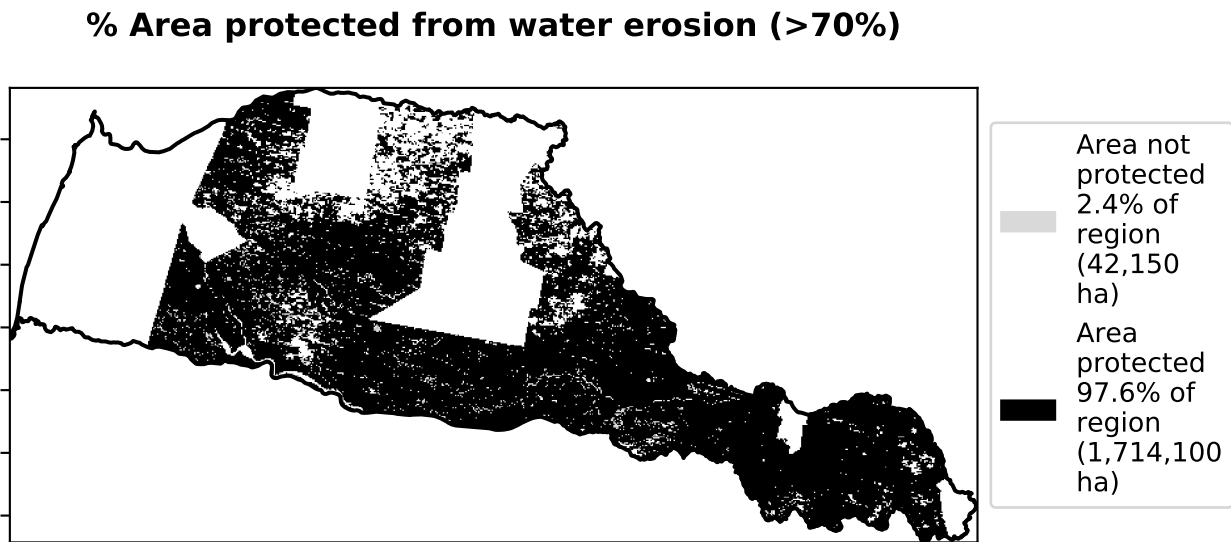 % Area protected from water erosion (>70%)
Area not
protected
2.4% of
region
(42,150
ha)
Area
protected
97.6% of
region
(1,714,100
ha)